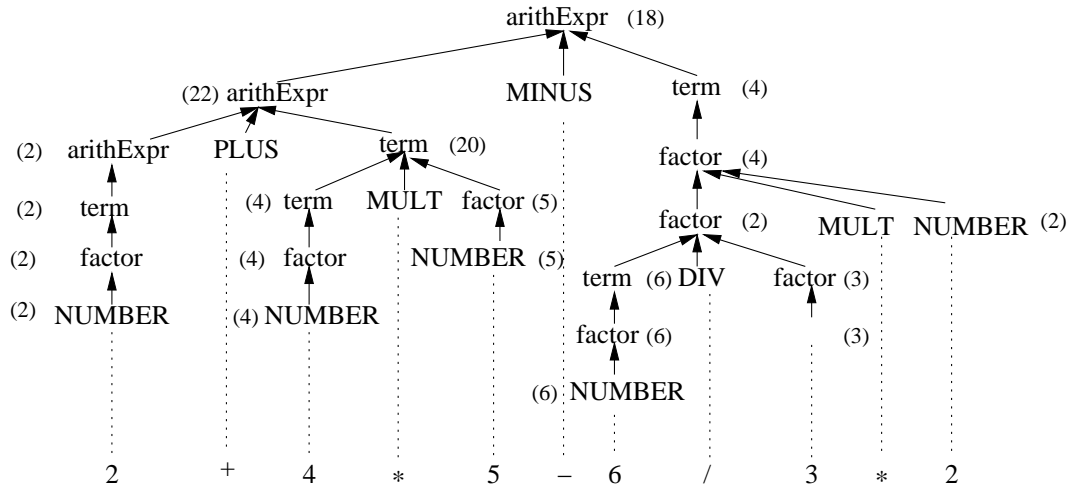 arithExpr (18)
(22) arithExpr MINUS term (4)
(2) arithExpr PLUS term (20) factor (4)
(2) term (4) term MULT factor (5) factor (2) MULT NUMBER (2)
(2) factor (4) factor NUMBER (5) term (6) DIV factor (3)
(2) NUMBER (4) NUMBER factor (6) (3)
(6) NUMBER
2 + 4 * 5 − 6 / 3 * 2